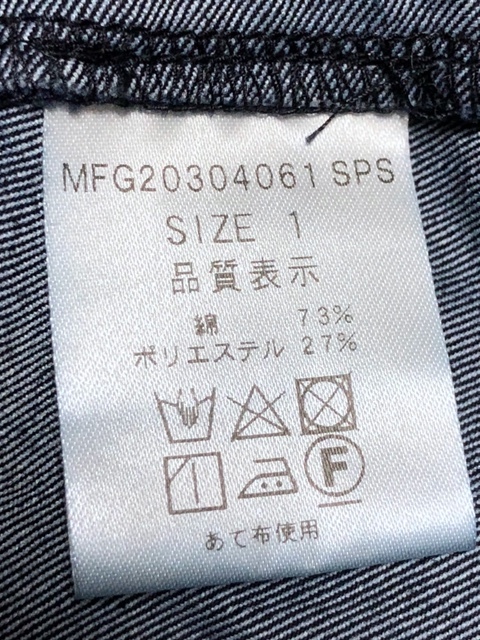 MFG20304061 SPS
SIZE 1
品質表示
綿 73%
ポリエステル 27%
F
あて布使用